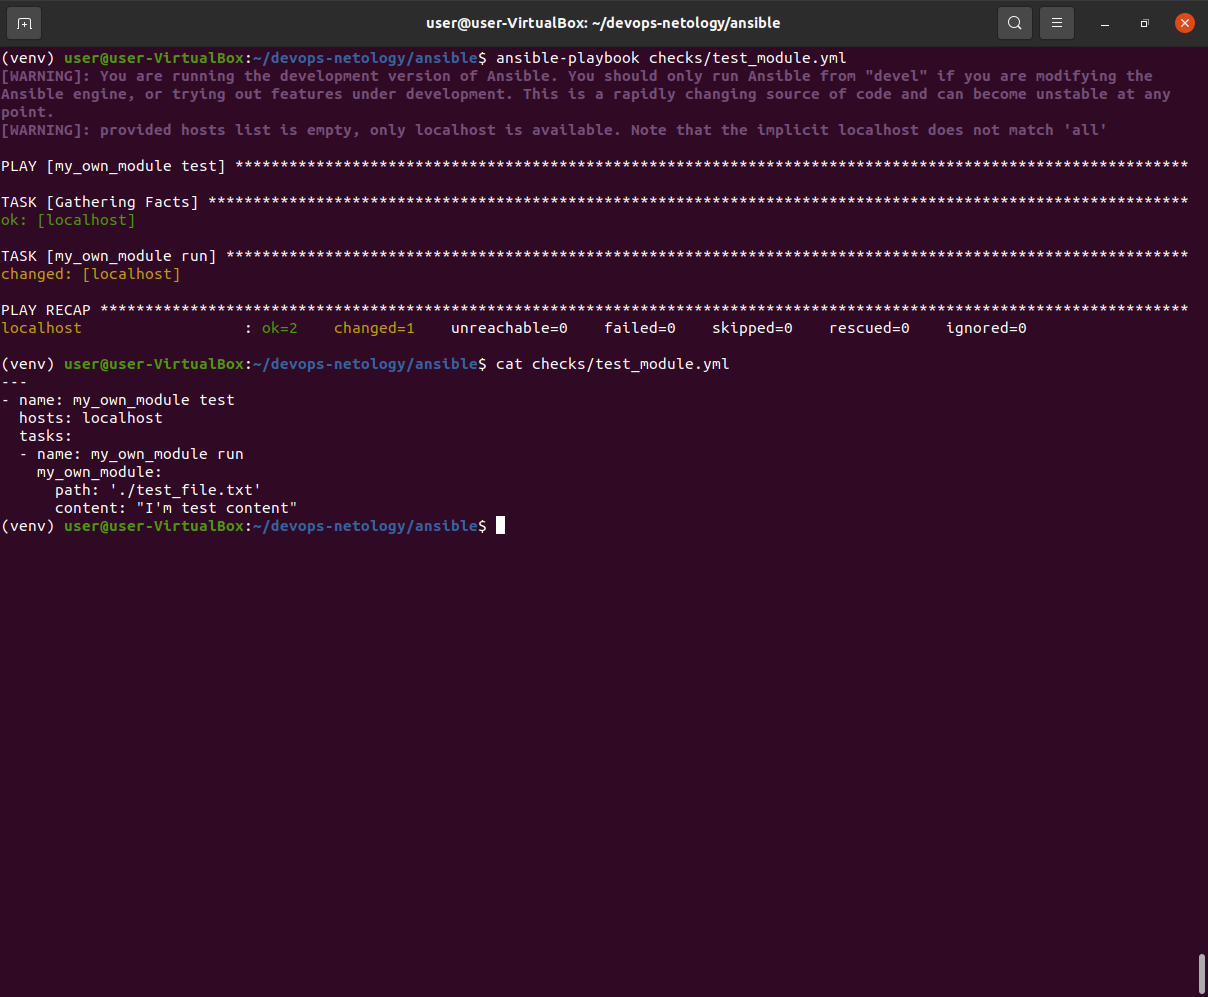 user@user-VirtualBox: ~/devops-netology/ansible
(venv) user@user-VirtualBox:~/devops-netology/ansible$ ansible-playbook checks/test_module.yml
[WARNING]: You are running the development version of Ansible. You should only run Ansible from "devel" if you are modifying the
Ansible engine, or trying out features under development. This is a rapidly changing source of code and can become unstable at any
point.
[WARNING]: provided hosts list is empty, only localhost is available. Note that the implicit localhost does not match 'all'
PLAY [my_own_module test] **********************************************************************************************************
TASK [Gathering Facts] *************************************************************************************************************
ok: [localhost]
TASK [my_own_module run] ***********************************************************************************************************
changed: [localhost]
PLAY RECAP *************************************************************************************************************************
localhost                  : ok=2    changed=1    unreachable=0    failed=0    skipped=0    rescued=0    ignored=0
(venv) user@user-VirtualBox:~/devops-netology/ansible$ cat checks/test_module.yml
---
- name: my_own_module test
  hosts: localhost
  tasks:
  - name: my_own_module run
    my_own_module:
      path: './test_file.txt'
      content: "I'm test content"
(venv) user@user-VirtualBox:~/devops-netology/ansible$